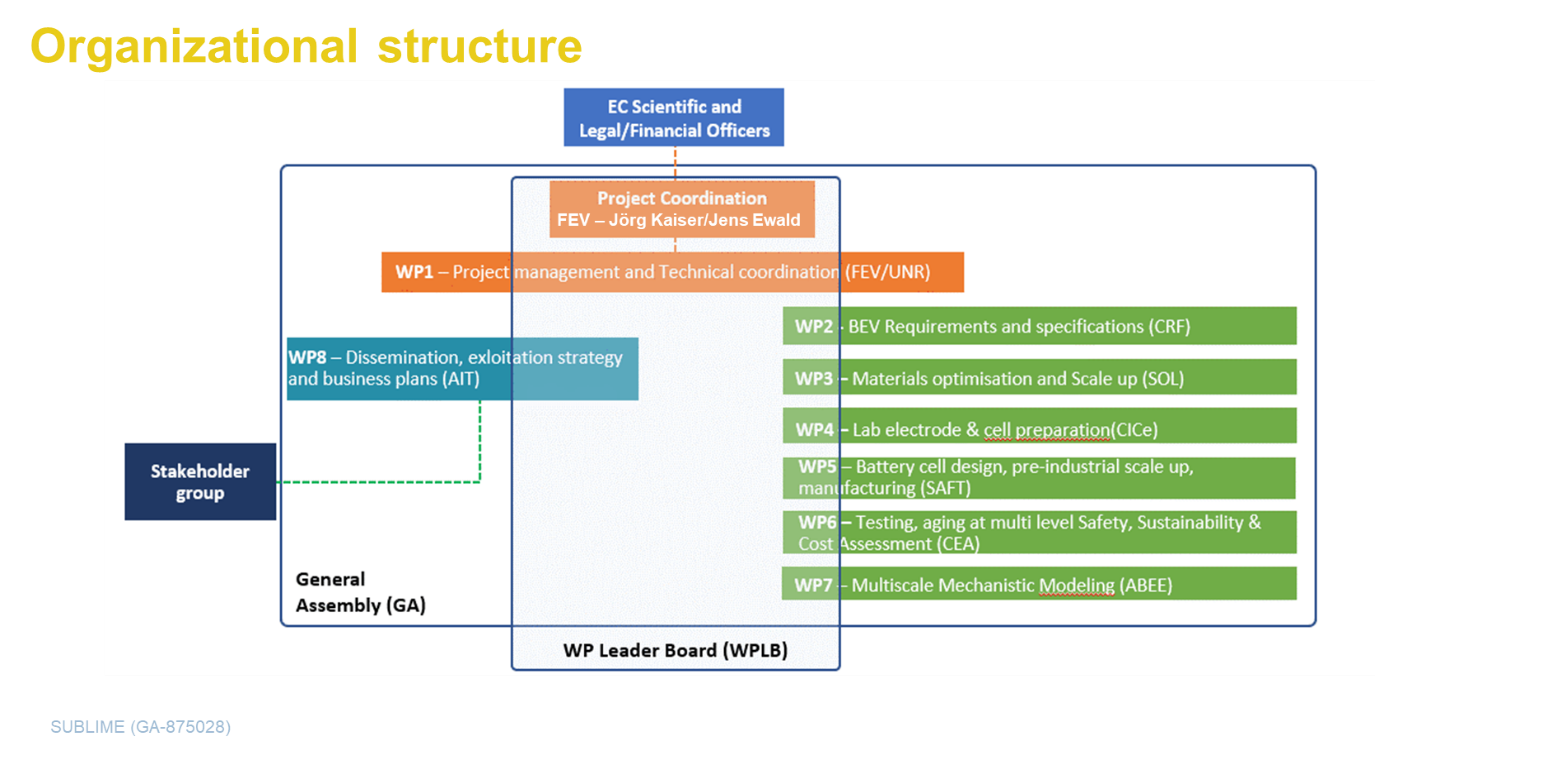 Organizational structure
EC Scientific and
Legal/Financial Officers
Project Coordination
FEV – Jörg Kaiser/Jens Ewald
WP1 – Project management and Technical coordination (FEV/UNR)
WP2 - BEV Requirements and specifications (CRF)
WP8 – Dissemination, exloitation strategy
and business plans (AIT)
WP3 – Materials optimisation and Scale up (SOL)
WP4 – Lab electrode & cell preparation(CICe)
Stakeholder
group
WP5 – Battery cell design, pre-industrial scale up,
manufacturing (SAFT)
WP6 – Testing, aging at multi level Safety, Sustainability &
Cost Assessment (CEA)
WP7 – Multiscale Mechanistic Modeling (ABEE)
General
Assembly (GA)
WP Leader Board (WPLB)
SUBLIME (GA-875028)